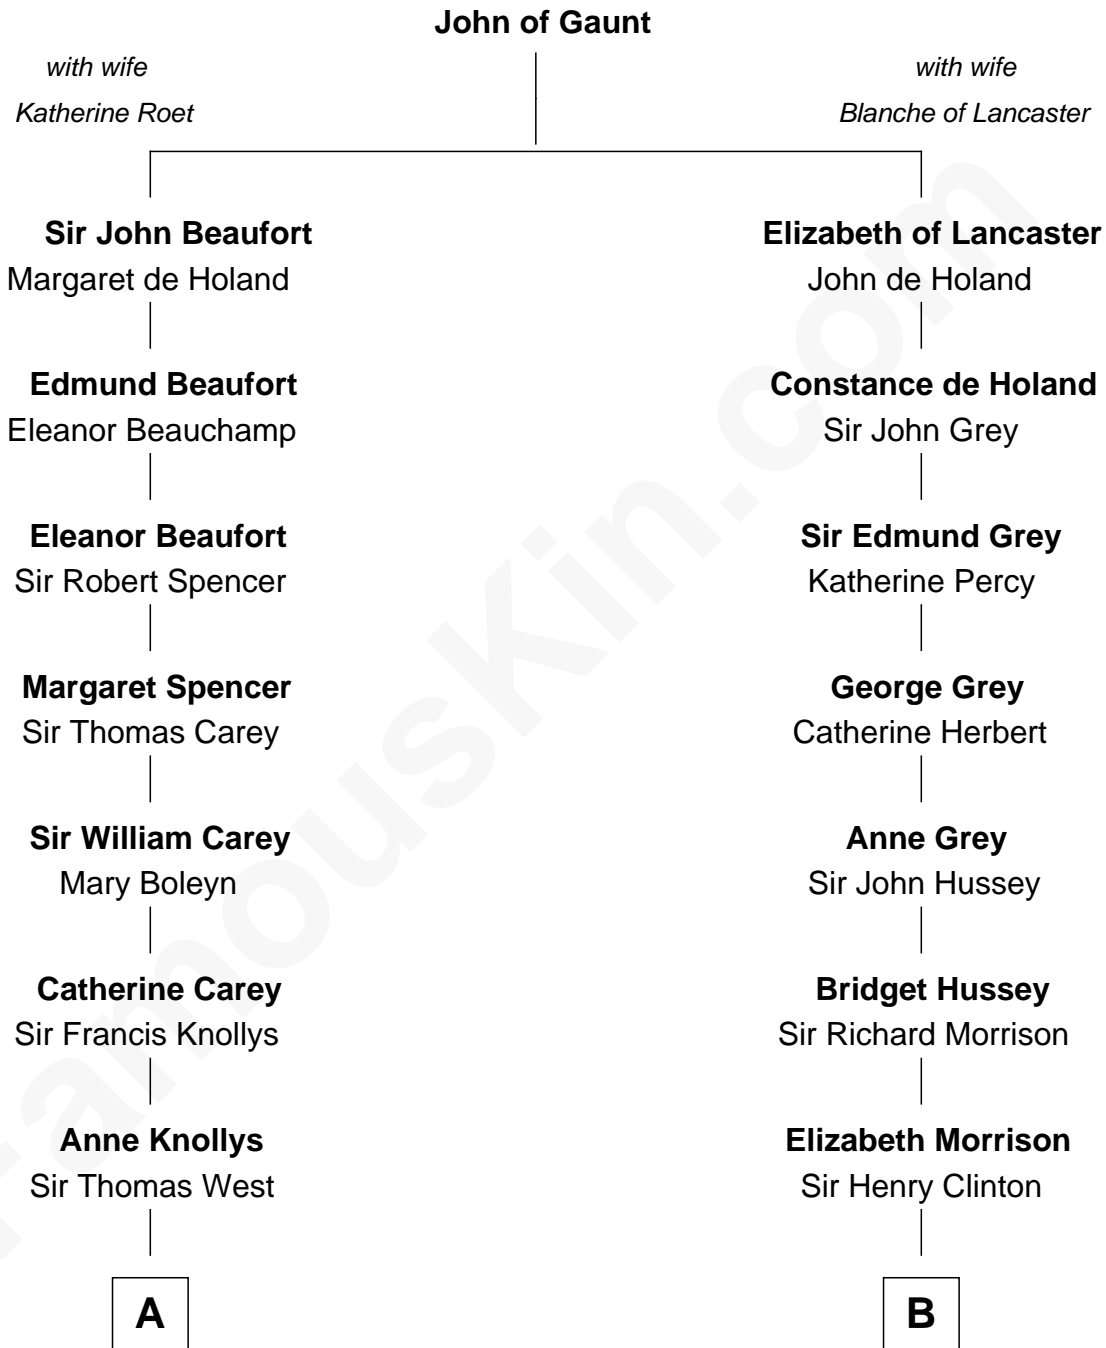 John of Gaunt
with wife
Katherine Roet
with wife
Blanche of Lancaster
Sir John Beaufort
Margaret de Holand
Elizabeth of Lancaster
John de Holand
Edmund Beaufort
Eleanor Beauchamp
Constance de Holand
Sir John Grey
Eleanor Beaufort
Sir Robert Spencer
Sir Edmund Grey
Katherine Percy
Margaret Spencer
Sir Thomas Carey
George Grey
Catherine Herbert
Sir William Carey
Mary Boleyn
Anne Grey
Sir John Hussey
Catherine Carey
Sir Francis Knollys
Bridget Hussey
Sir Richard Morrison
Anne Knollys
Sir Thomas West
Elizabeth Morrison
Sir Henry Clinton
A
B
FamousKin.com